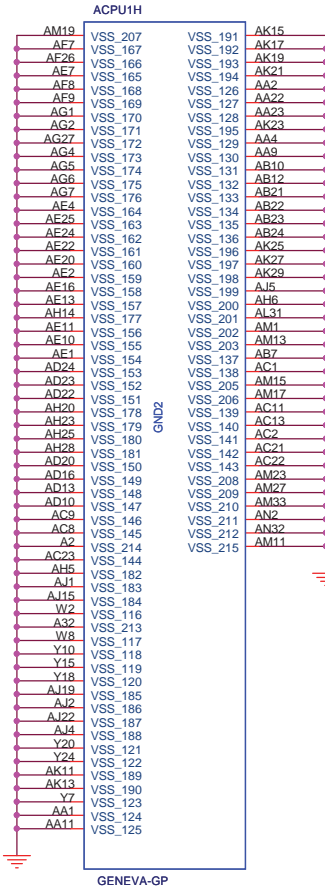 ACPU1H
AM19 VSS_207 VSS_191 AK15
AF7 VSS_167 VSS_192 AK17
AF26 VSS_166 VSS_193 AK19
AE7 VSS_165 VSS_194 AK21
AF8 VSS_168 VSS_126 AA2
AF9 VSS_169 VSS_127 AA22
AG1 VSS_170 VSS_128 AA23
AG2 VSS_171 VSS_195 AK23
AG27 VSS_172 VSS_129 AA4
AG4 VSS_173 VSS_130 AA9
AG5 VSS_174 VSS_131 AB10
AG6 VSS_175 VSS_132 AB12
AG7 VSS_176 VSS_133 AB21
AE4 VSS_164 VSS_134 AB22
AE25 VSS_163 VSS_135 AB23
AE24 VSS_162 VSS_136 AB24
AE22 VSS_161 VSS_196 AK25
AE20 VSS_160 VSS_197 AK27
AE2 VSS_159 VSS_198 AK29
AE16 VSS_158 VSS_199 AJ5
AE13 VSS_157 VSS_200 AH6
AH14 VSS_177 VSS_201 AL31
AE11 VSS_156 VSS_202 AM1
AE10 VSS_155 VSS_203 AM13
AE1 VSS_154 VSS_137 AB7
AD24 VSS_153 VSS_138 AC1
AD23 VSS_152 VSS_205 AM15
AD22 VSS_151 VSS_206 AM17
AH20 VSS_178 VSS_139 AC11
AH23 VSS_179 VSS_140 AC13
AH25 VSS_180 VSS_141 AC2
AH28 VSS_181 VSS_142 AC21
AD20 VSS_150 VSS_143 AC22
AD16 VSS_149 VSS_208 AM23
AD13 VSS_148 VSS_209 AM27
AD10 VSS_147 VSS_210 AM33
AC9 VSS_146 VSS_211 AN2
AC8 VSS_145 VSS_212 AN32
A2 VSS_214 VSS_215 AM11
AC23 VSS_144
AH5 VSS_182
AJ1 VSS_183
AJ15 VSS_184
W2 VSS_116
A32 VSS_213
W8 VSS_117
Y10 VSS_118
Y15 VSS_119
Y18 VSS_120
AJ19 VSS_185
AJ2 VSS_186
AJ22 VSS_187
AJ4 VSS_188
Y20 VSS_121
Y24 VSS_122
AK11 VSS_189
AK13 VSS_190
Y7 VSS_123
AA1 VSS_124
AA11 VSS_125
GND2
GENEVA-GP